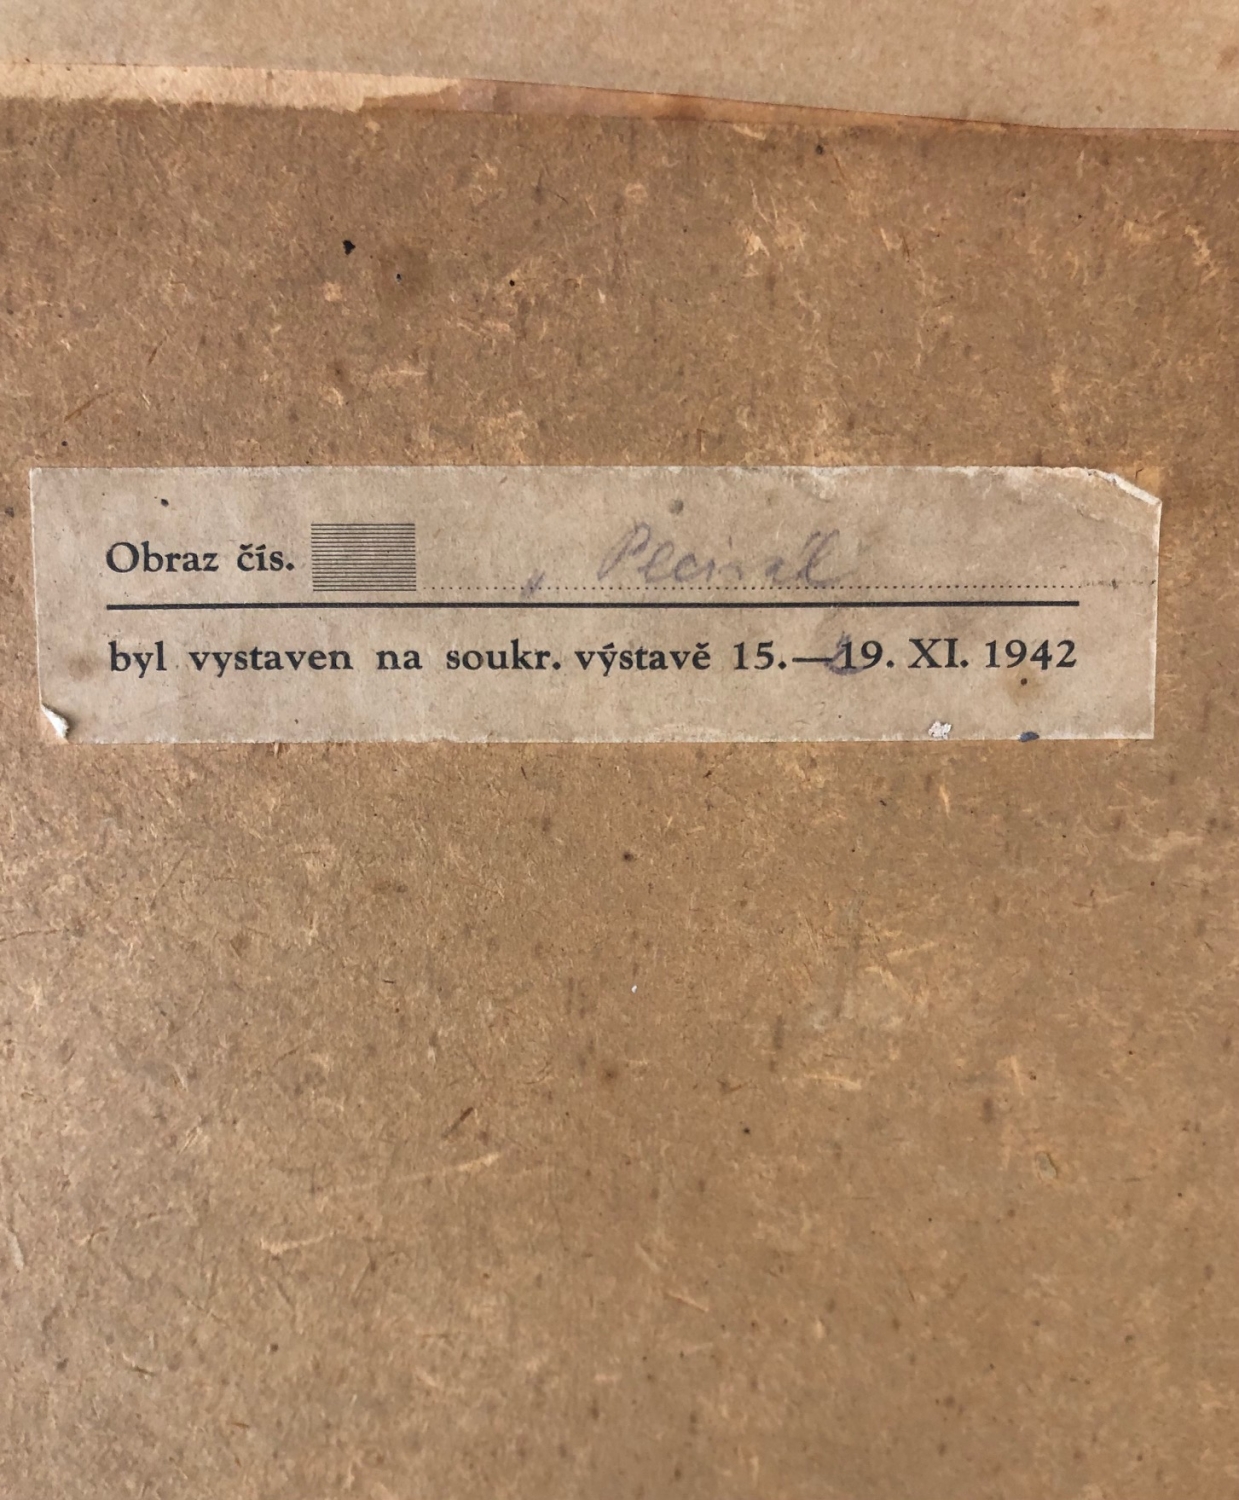 Obraz čís.
byl vystaven na soukr. výstavě 15.—19. XI. 1942